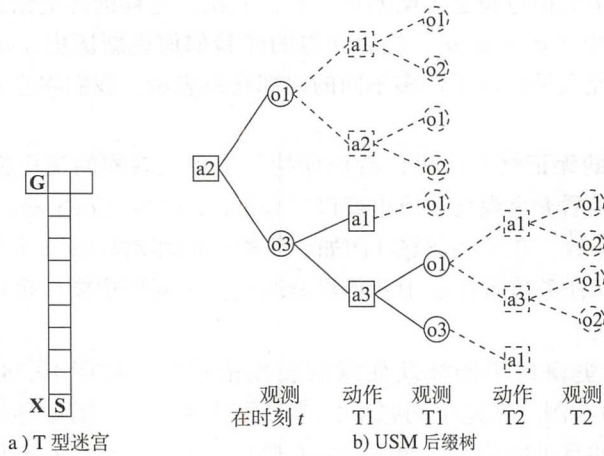 G
X S
a）T 型迷宫
o1
a1
o2
o1
o1
a2
a2 o2
o1 o1
a1 a1
o3 o2
o1 o1
a3 a3
o2
o3
a1
观测 动作 观测 动作 观测
在时刻 t T1 T1 T2 T2
b) USM 后缀树